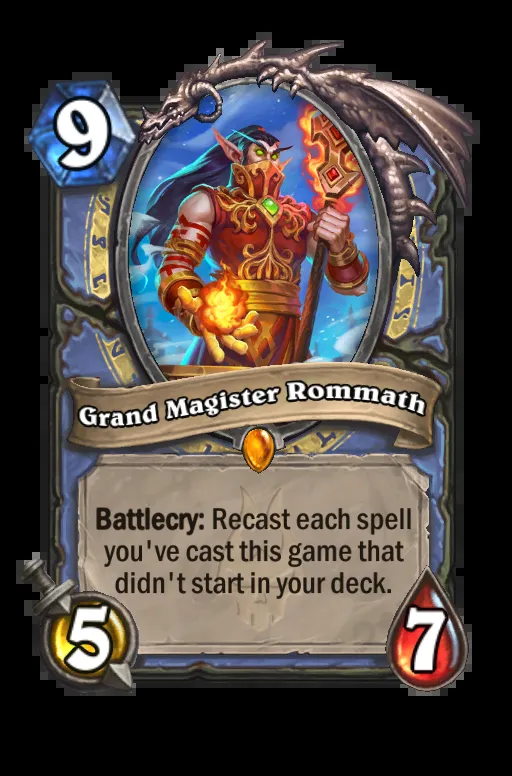 9
Grand Magister Rommath
Battlecry: Recast each spell
you've cast this game that
didn't start in your deck.
5
7